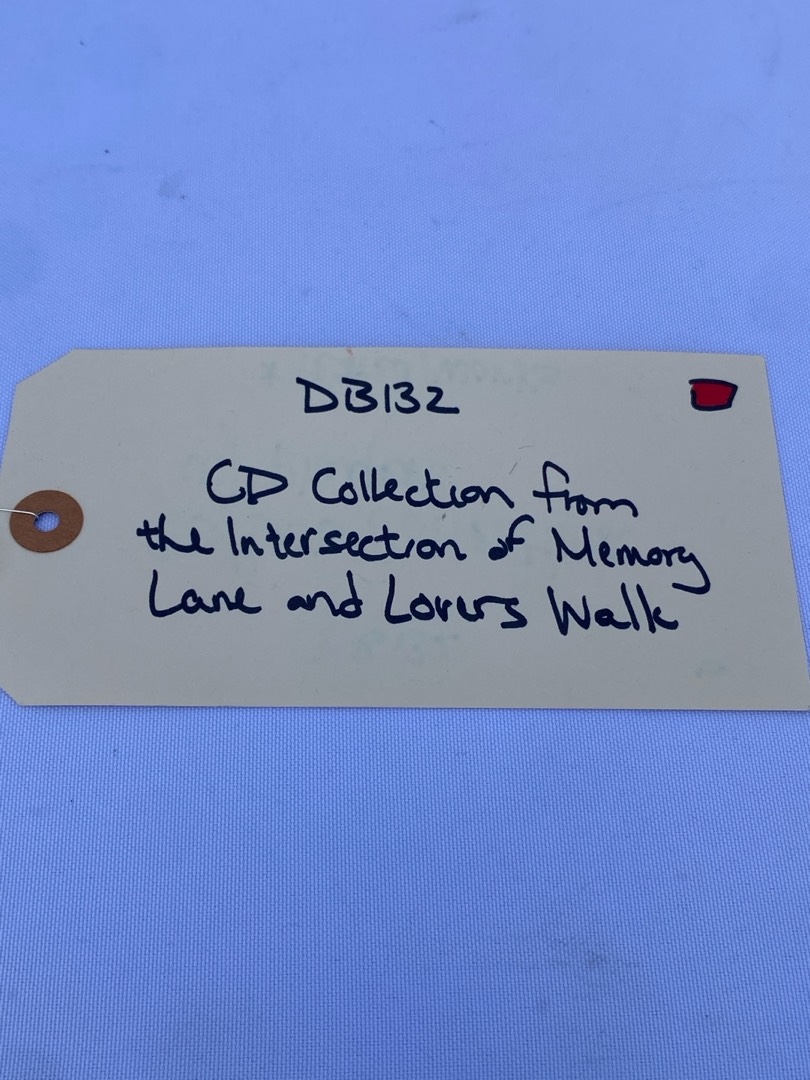 DB132
CD Collection from
the Intersection of Memory
Lane and Lovers Walk